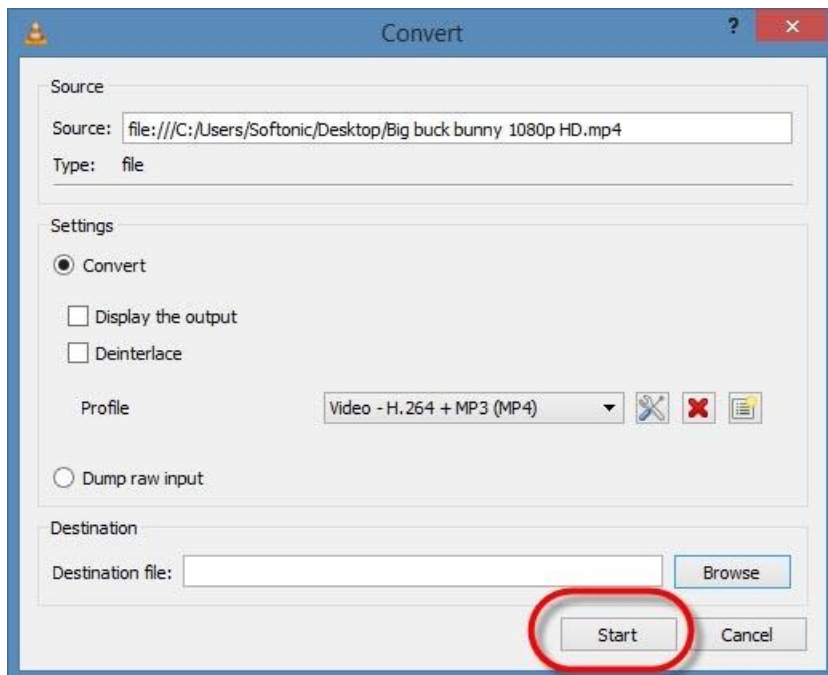 Convert
?
×
Source
Source: file:///C:/Users/Softonic/Desktop/Big buck bunny 1080p HD.mp4
Type: file
Settings
Convert
Display the output
Deinterlace
Profile Video - H.264 + MP3 (MP4)
Dump raw input
Destination
Destination file: Browse
Start Cancel